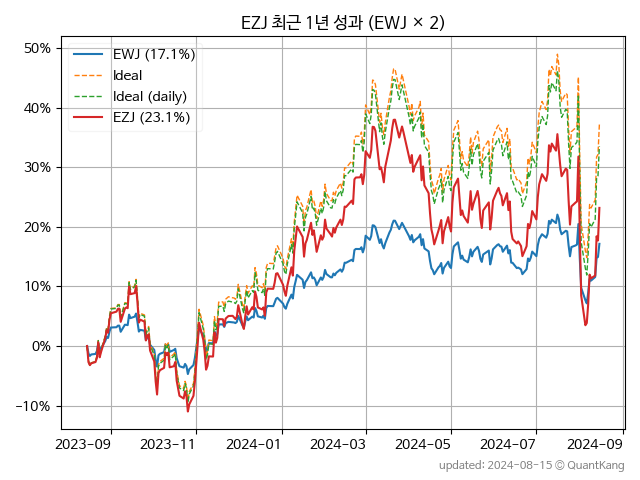 EZJ 최근 1년 성과 (EWJ × 2)
50%
40%
30%
20%
10%
0%
−10%
EWJ (17.1%)
Ideal
Ideal (daily)
EZJ (23.1%)
2023-09
2023-11
2024-01
2024-03
2024-05
2024-07
2024-09
updated: 2024-08-15 © QuantKang